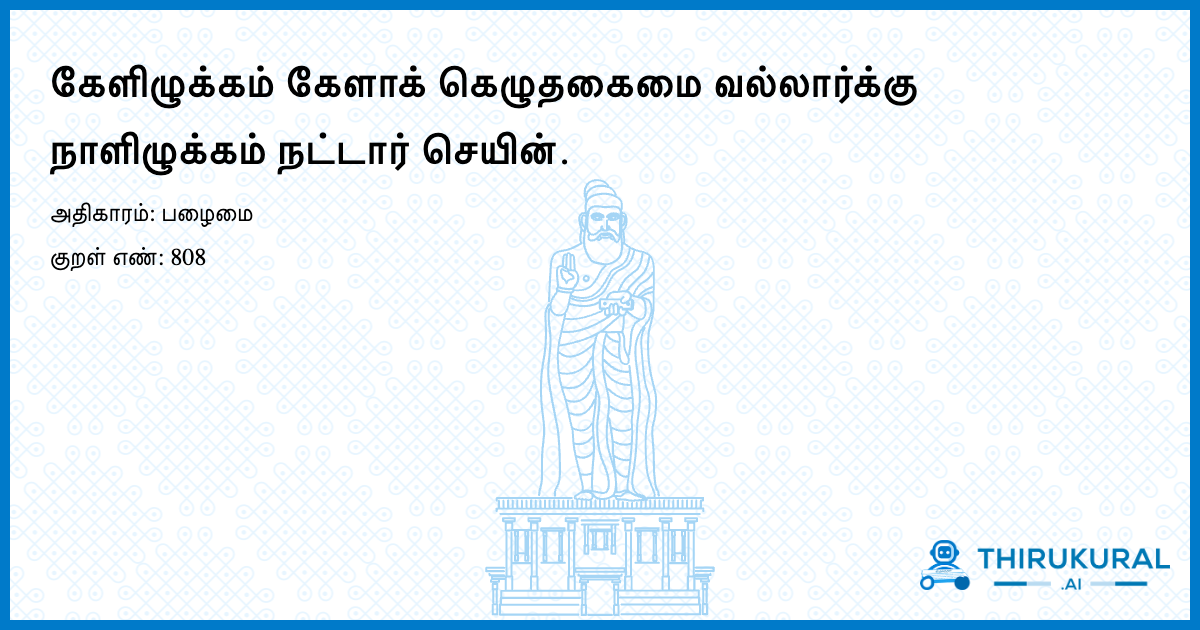 கேளிழுக்கம் கேளாக் கெழுதகைமை வல்லார்க்கு
நாளிழுக்கம் நட்டார் செயின்.
அதிகாரம்: பழைமை
குறள் எண்: 808
THIRUKURAL
.AI